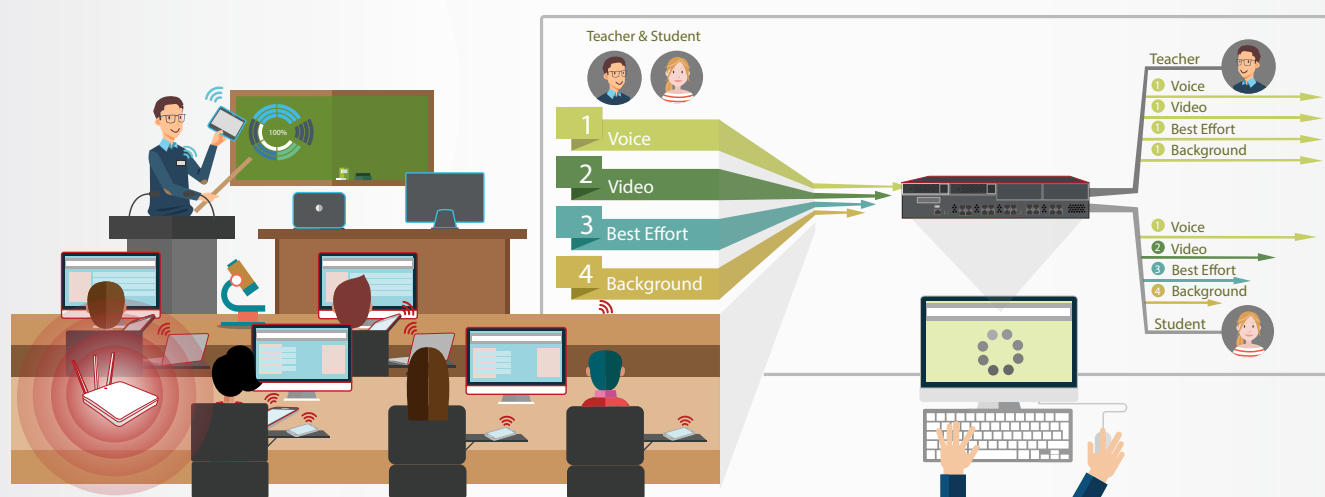 100%
Teacher & Student
1
Voice
2
Video
3
Best Effort
4
Background
Teacher
1 Voice
1 Video
1 Best Effort
1 Background
1 Voice
2 Video
3 Best Effort
4 Background
Student